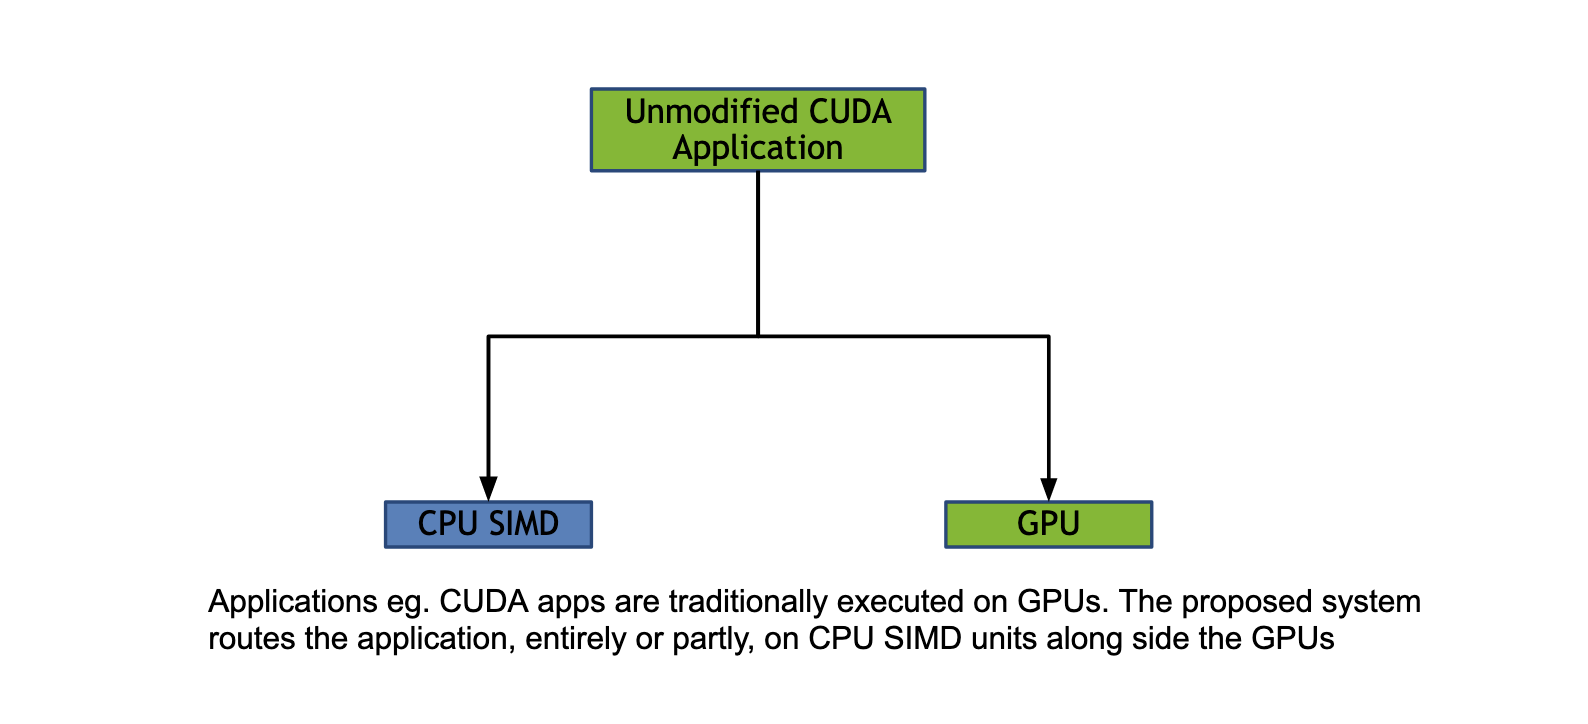 Unmodified CUDA
Application
CPU SIMD
GPU
Applications eg. CUDA apps are traditionally executed on GPUs. The proposed system
routes the application, entirely or partly, on CPU SIMD units along side the GPUs